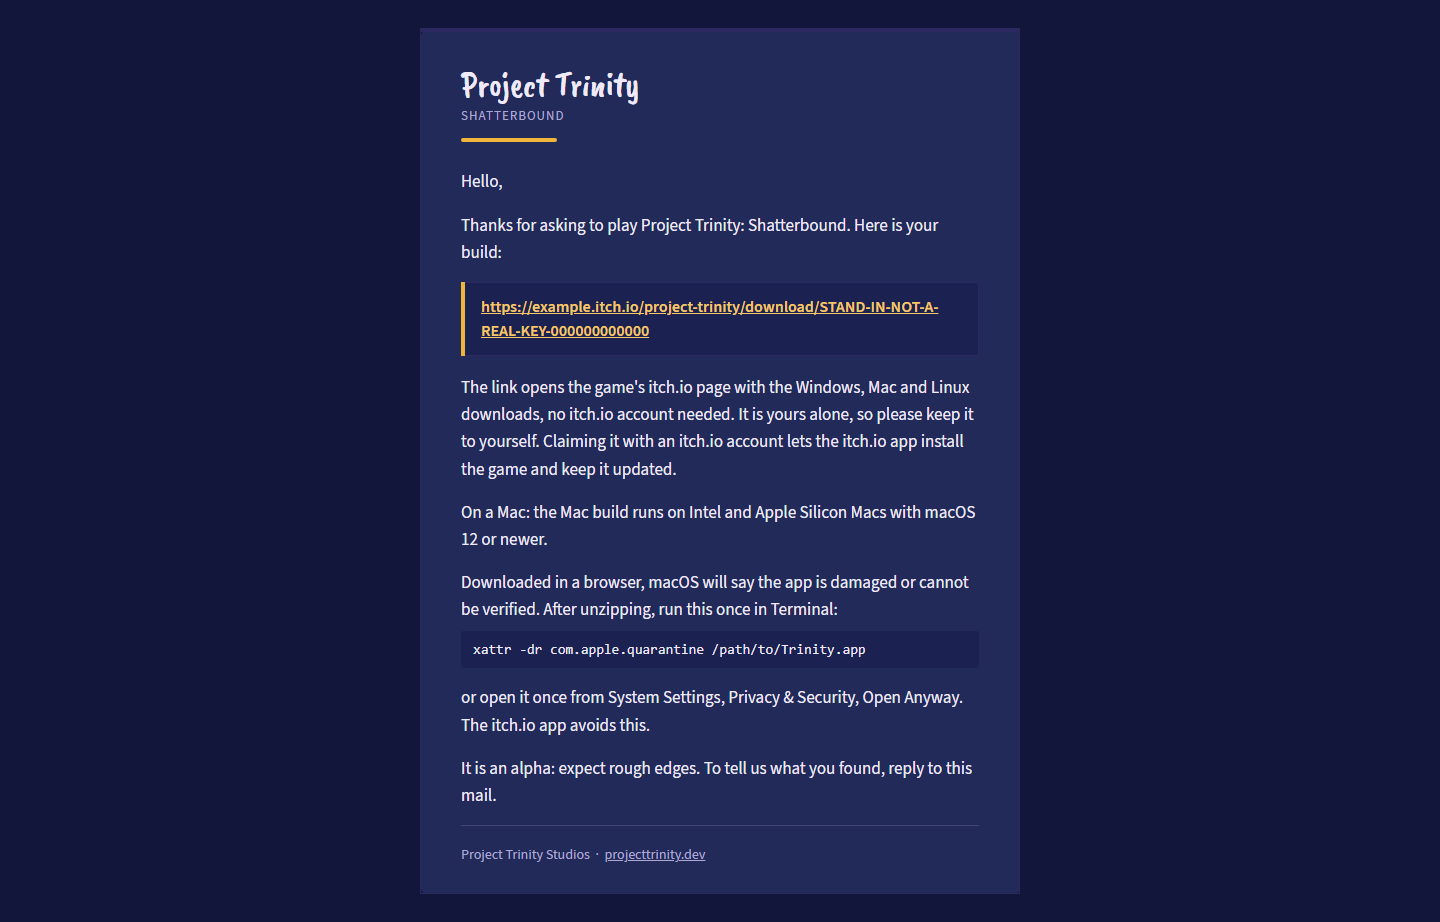 Project Trinity
SHATTERBOUND
Hello,
Thanks for asking to play Project Trinity: Shatterbound. Here is your
build:
https://example.itch.io/project-trinity/download/STAND-IN-NOT-A-
REAL-KEY-000000000000
The link opens the game's itch.io page with the Windows, Mac and Linux
downloads, no itch.io account needed. It is yours alone, so please keep it
to yourself. Claiming it with an itch.io account lets the itch.io app install
the game and keep it updated.
On a Mac: the Mac build runs on Intel and Apple Silicon Macs with macOS
12 or newer.
Downloaded in a browser, macOS will say the app is damaged or cannot
be verified. After unzipping, run this once in Terminal:
xattr -dr com.apple.quarantine /path/to/Trinity.app
or open it once from System Settings, Privacy & Security, Open Anyway.
The itch.io app avoids this.
It is an alpha: expect rough edges. To tell us what you found, reply to this
mail.
Project Trinity Studios · projecttrinity.dev